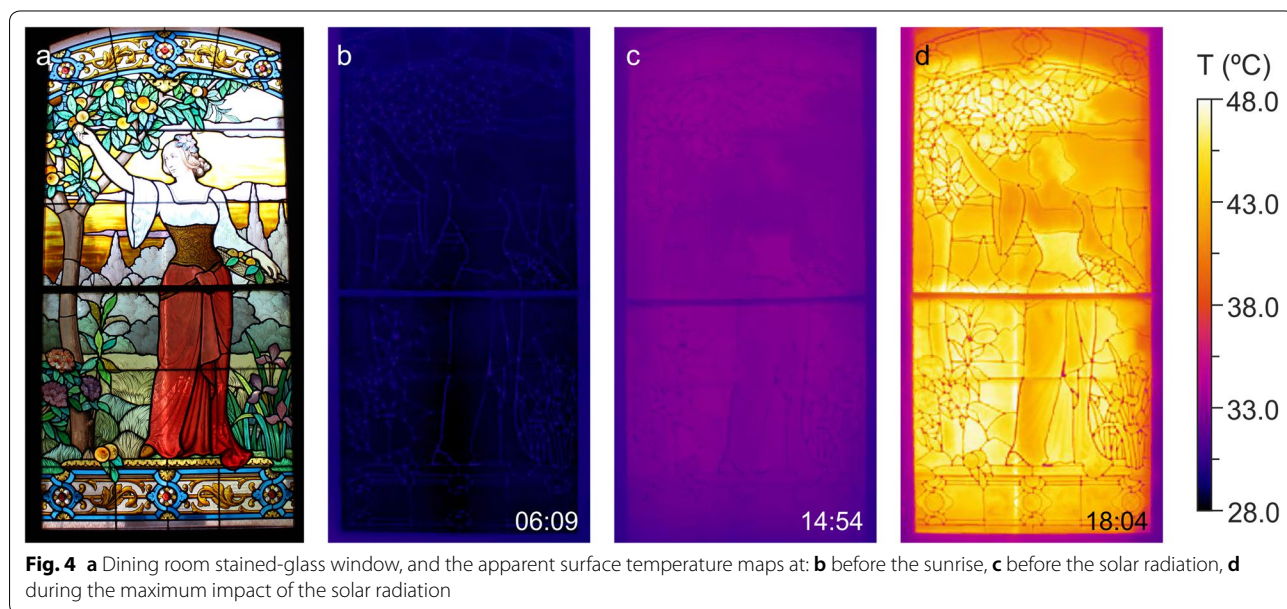 a
b
c
d
T (ºC)
48.0
43.0
38.0
33.0
28.0
06:09
14:54
18:04
Fig. 4 a Dining room stained-glass window, and the apparent surface temperature maps at: b before the sunrise, c before the solar radiation, d
during the maximum impact of the solar radiation